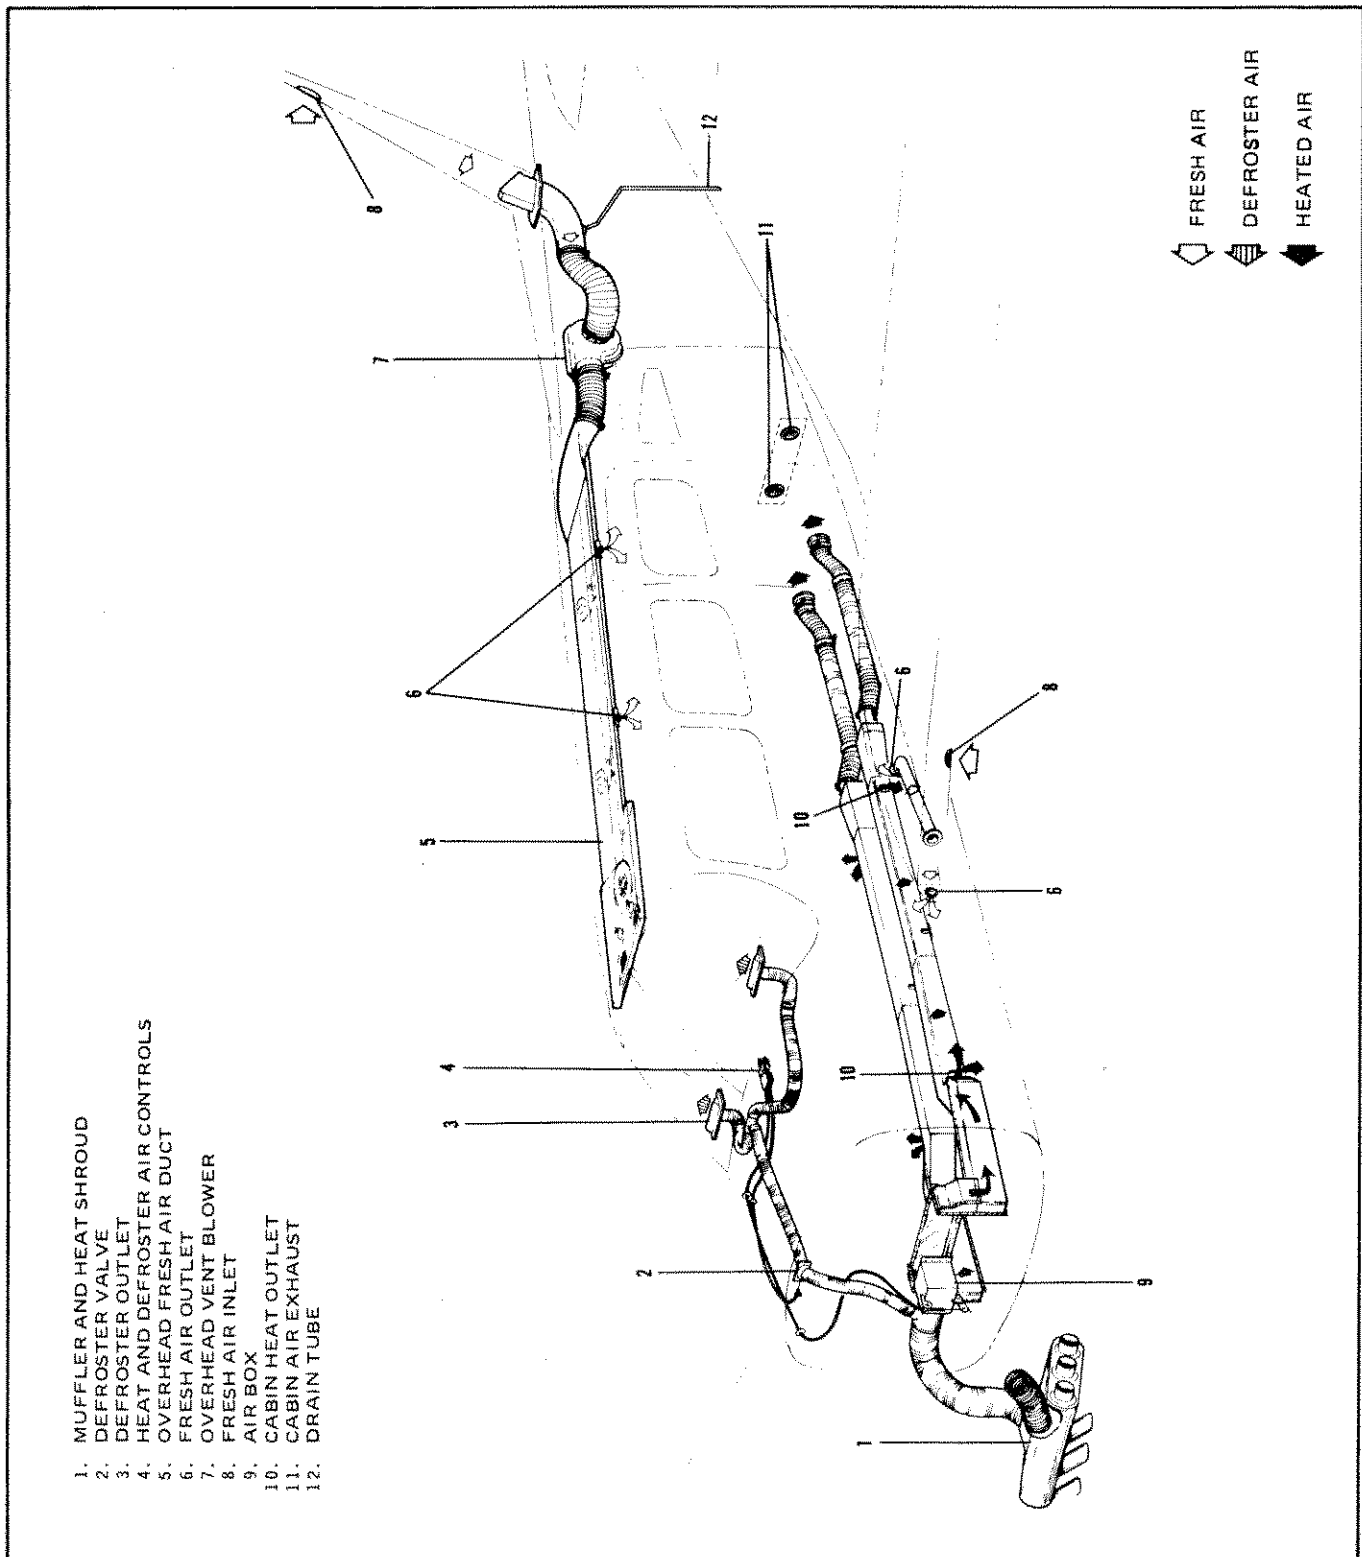 1. MUFFLER AND HEAT SHROUD
2. DEFROSTER VALVE
3. DEFROSTER OUTLET
4. HEAT AND DEFROSTER AIR CONTROLS
5. OVERHEAD FRESH AIR DUCT
6. FRESH AIR OUTLET
7. OVERHEAD VENT BLOWER
8. FRESH AIR INLET
9. AIR BOX
10. CABIN HEAT OUTLET
11. CABIN AIR EXHAUST
12. DRAIN TUBE
1
2
3
4
5
6
7
8
12
11
10
6
8
6
10
9
FRESH AIR
DEFROSTER AIR
HEATED AIR